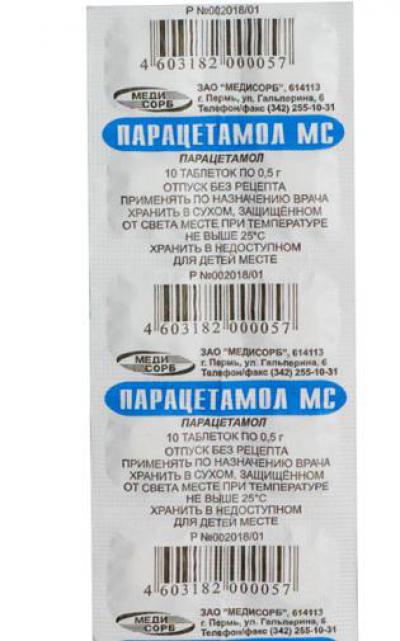 Р №002018/01
4 603182 000057
МЕДИ СОРБ
ЗАО "МЕДИСОРБ", 614113
г. Пермь, ул. Гальперина, 6
Телефон/факс (342) 255-10-31
ПАРАЦЕТАМОЛ МС
ПАРАЦЕТАМОЛ
10 ТАБЛЕТОК ПО 0,5 г
ОТПУСК БЕЗ РЕЦЕПТА
ПРИМЕНЯТЬ ПО НАЗНАЧЕНИЮ ВРАЧА
ХРАНИТЬ В СУХОМ, ЗАЩИЩЁННОМ
ОТ СВЕТА МЕСТЕ ПРИ ТЕМПЕРАТУРЕ
НЕ ВЫШЕ 25°С
ХРАНИТЬ В НЕДОСТУПНОМ
ДЛЯ ДЕТЕЙ МЕСТЕ
Р №002018/01
4 603182 000057
МЕДИ СОРБ
ЗАО "МЕДИСОРБ", 614113
г. Пермь, ул. Гальперина, 6
Телефон/факс (342) 255-10-31
ПАРАЦЕТАМОЛ МС
ПАРАЦЕТАМОЛ
10 ТАБЛЕТОК ПО 0,5 г
ОТПУСК БЕЗ РЕЦЕПТА
ПРИМЕНЯТЬ ПО НАЗНАЧЕНИЮ ВРАЧА
ХРАНИТЬ В СУХОМ, ЗАЩИЩЁННОМ
ОТ СВЕТА МЕСТЕ ПРИ ТЕМПЕРАТУРЕ
НЕ ВЫШЕ 25°С
ХРАНИТЬ В НЕДОСТУПНОМ
ДЛЯ ДЕТЕЙ МЕСТЕ
Р №002018/01
4 603182 000057
МЕДИ СОРБ
ЗАО "МЕДИСОРБ", 614113
г. Пермь, ул. Гальперина, 6
Телефон/факс (342) 255-10-31